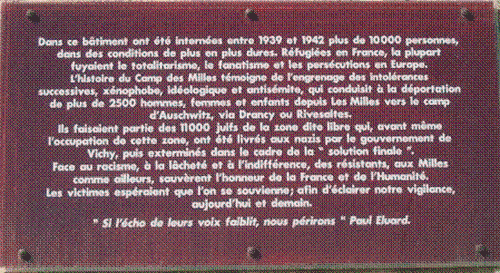 Dans ce bâtiment ont été internées entre 1939 et 1942 plus de 10000 personnes,
dans des conditions de plus en plus dures. Réfugiées en France, la plupart
fuyaient le totalitarisme, le fanatisme et les persécutions en Europe.
L'histoire du Camp des Milles témoigne de l'engrenage des intolérances
successives, xénophobe, idéologique et antisémite, qui conduisit à la déportation
de plus de 2500 hommes, femmes et enfants depuis Les Milles vers le camp
d'Auschwitz, via Drancy ou Rivesaltes.
Ils faisaient partie des 11000 juifs de la zone dite libre qui, avant même
l'occupation de cette zone, ont été livrés aux nazis par le gouvernement de
Vichy, puis exterminés dans le cadre de la " solution finale ".
Face au racisme, à la lâcheté et à l'indifférence, des résistants, aux Milles
comme ailleurs, sauvèrent l'honneur de la France et de l'Humanité.
Les victimes espéraient que l'on se souvienne; afin d'éclairer notre vigilance,
aujourd'hui et demain.
" Si l'écho de leurs voix faiblit, nous périrons " Paul Eluard.